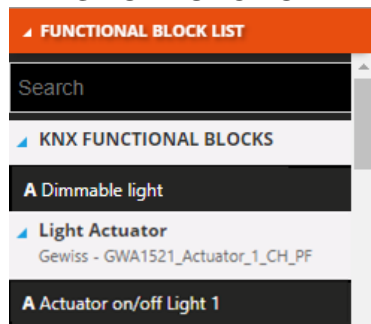 FUNCTIONAL BLOCK LIST
Search
KNX FUNCTIONAL BLOCKS
A Dimmable light
Light Actuator
Gewiss - GWA1521_Actuator_1_CH_PF
A Actuator on/off Light 1